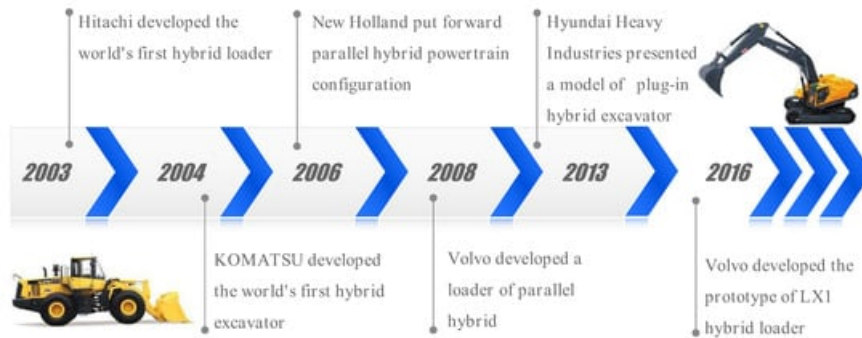 Hitachi developed the
world's first hybrid loader
New Holland put forward
parallel hybrid powertrain
configuration
Hyundai Heavy
Industries presented
a model of plug-in
hybrid excavator
2003
2004
2006
2008
2013
2016
KOMATSU developed
the world's first hybrid
excavator
Volvo developed a
loader of parallel
hybrid
Volvo developed the
prototype of LX1
hybrid loader